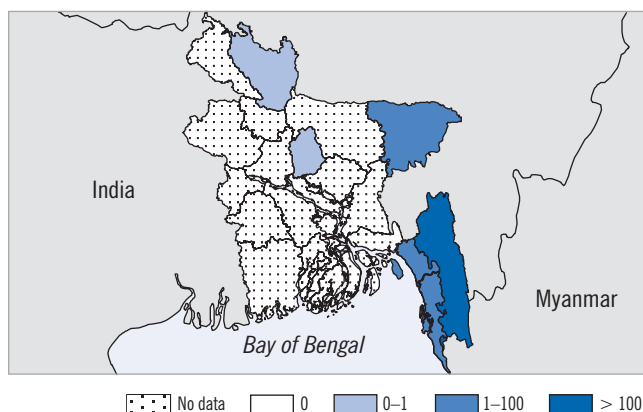 India
Myanmar
Bay of Bengal
No data 0 0–1 1–100 > 100